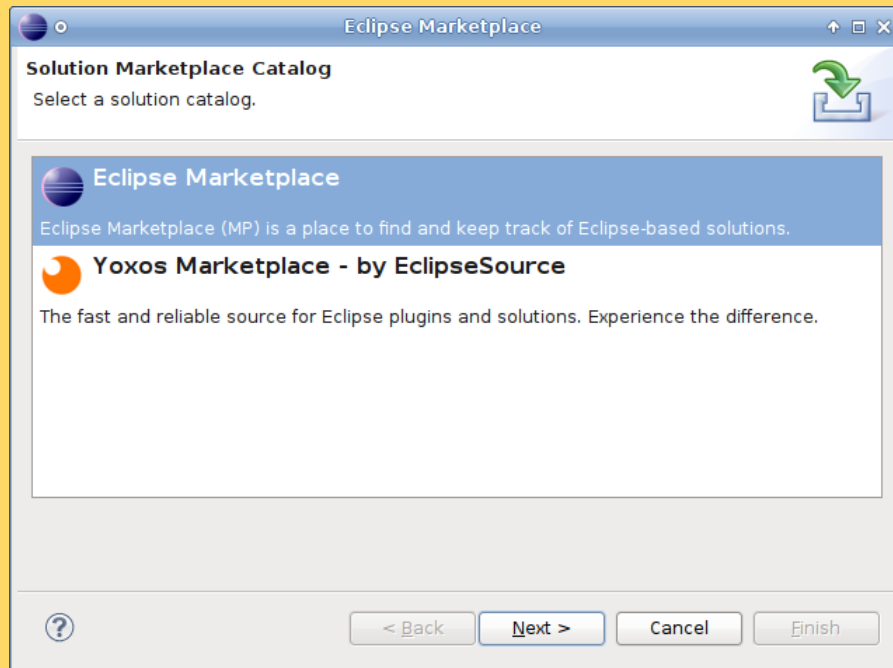 Eclipse Marketplace
Solution Marketplace Catalog
Select a solution catalog.
Eclipse Marketplace
Eclipse Marketplace (MP) is a place to find and keep track of Eclipse-based solutions.
Yoxos Marketplace - by EclipseSource
The fast and reliable source for Eclipse plugins and solutions. Experience the difference.
? < Back Next > Cancel Finish